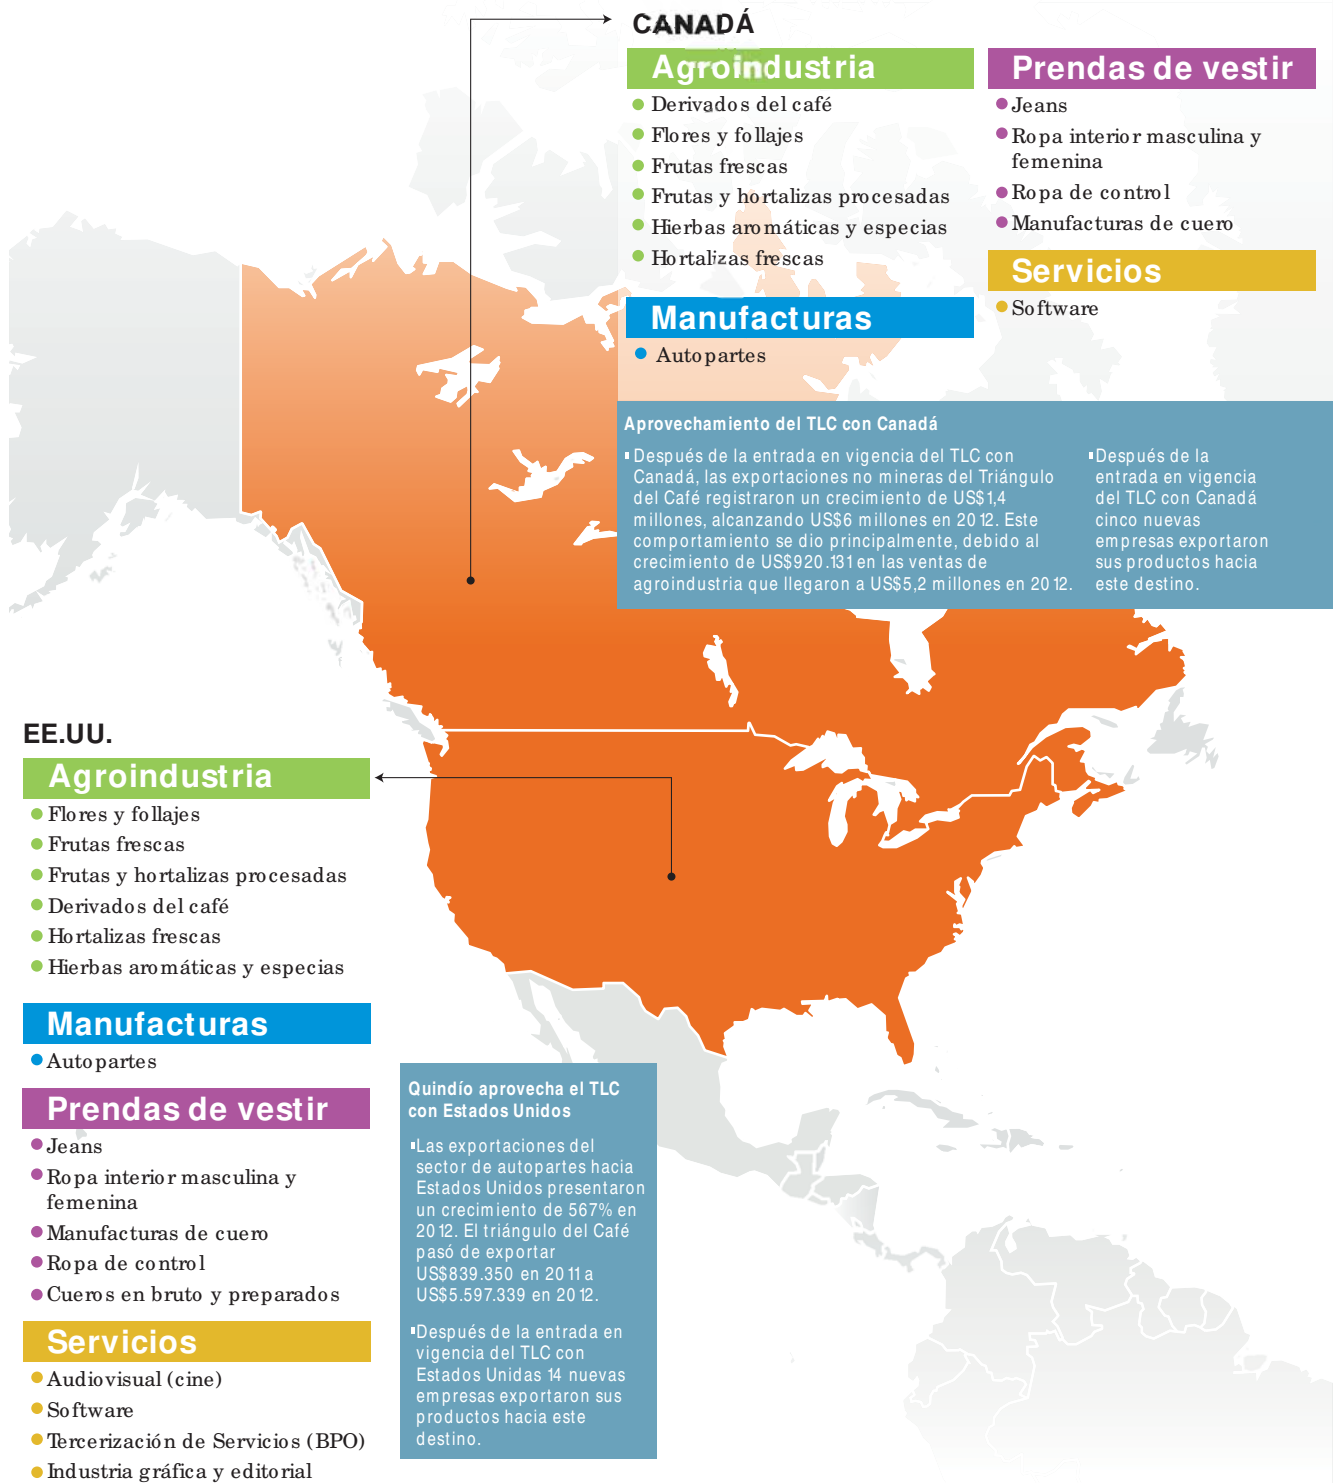 CANADÁ
Agroindustria
Derivados del café
Flores y follajes
Frutas frescas
Frutas y hortalizas procesadas
Hierbas aromáticas y especias
Hortalizas frescas
Manufacturas
Autopartes
Prendas de vestir
Jeans
Ropa interior masculina y
femenina
Ropa de control
Manufacturas de cuero
Servicios
Software
Aprovechamiento del TLC con Canadá
Después de la entrada en vigencia del TLC con
Canadá, las exportaciones no mineras del Triángulo
del Café registraron un crecimiento de US$1,4
millones, alcanzando US$6 millones en 2012. Este
comportamiento se dio principalmente, debido al
crecimiento de US$920.131 en las ventas de
agroindustria que llegaron a US$5,2 millones en 2012.
Después de la
entrada en vigencia
del TLC con Canadá
cinco nuevas
empresas exportaron
sus productos hacia
este destino.
EE.UU.
Agroindustria
Flores y follajes
Frutas frescas
Frutas y hortalizas procesadas
Derivados del café
Hortalizas frescas
Hierbas aromáticas y especias
Manufacturas
Autopartes
Prendas de vestir
Jeans
Ropa interior masculina y
femenina
Manufacturas de cuero
Ropa de control
Cueros en bruto y preparados
Servicios
Audiovisual (cine)
Software
Tercerización de Servicios (BPO)
Industria gráfica y editorial
Quindío aprovecha el TLC
con Estados Unidos
Las exportaciones del
sector de autopartes hacia
Estados Unidos presentaron
un crecimiento de 567% en
2012. El triángulo del Café
pasó de exportar
US$839.350 en 2011 a
US$5.597.339 en 2012.
Después de la entrada en
vigencia del TLC con
Estados Unidas 14 nuevas
empresas exportaron sus
productos hacia este
destino.